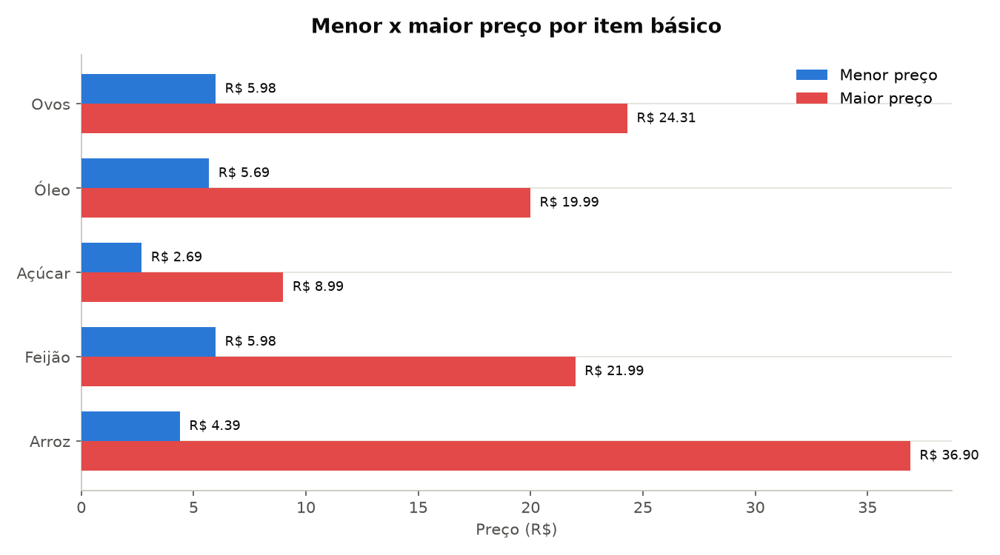 Menor x maior preço por item básico
Menor preço
Maior preço
Ovos
R$ 5.98
R$ 24.31
Óleo
R$ 5.69
R$ 19.99
Açúcar
R$ 2.69
R$ 8.99
Feijão
R$ 5.98
R$ 21.99
Arroz
R$ 4.39
R$ 36.90
0 5 10 15 20 25 30 35
Preço (R$)